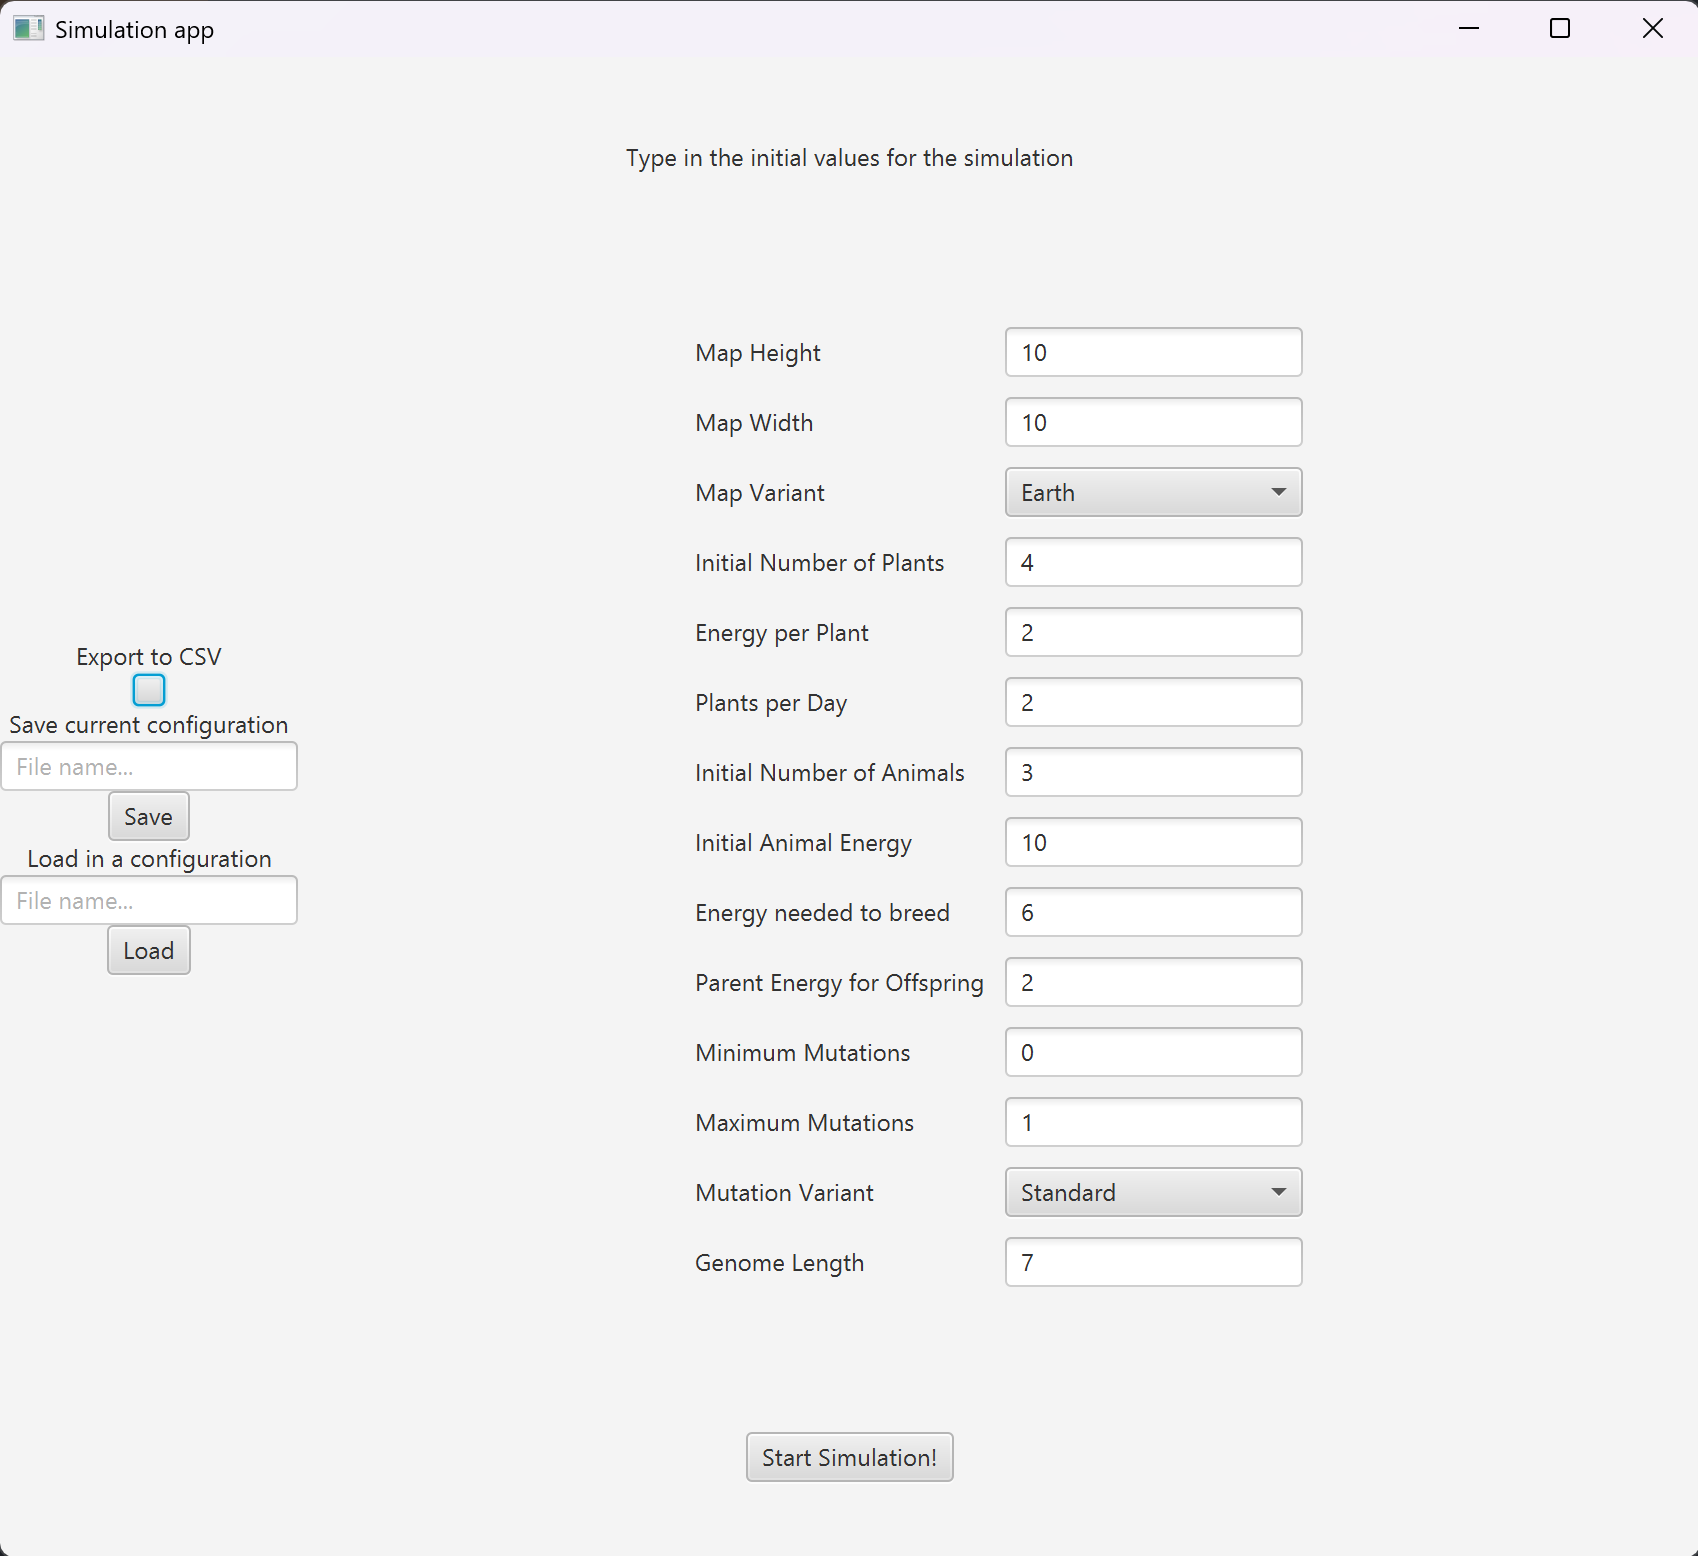 Simulation app
Type in the initial values for the simulation
Export to CSV
Save current configuration
File name...
Save
Load in a configuration
File name...
Load
Map Height 10
Map Width 10
Map Variant Earth
Initial Number of Plants 4
Energy per Plant 2
Plants per Day 2
Initial Number of Animals 3
Initial Animal Energy 10
Energy needed to breed 6
Parent Energy for Offspring 2
Minimum Mutations 0
Maximum Mutations 1
Mutation Variant Standard
Genome Length 7
Start Simulation!